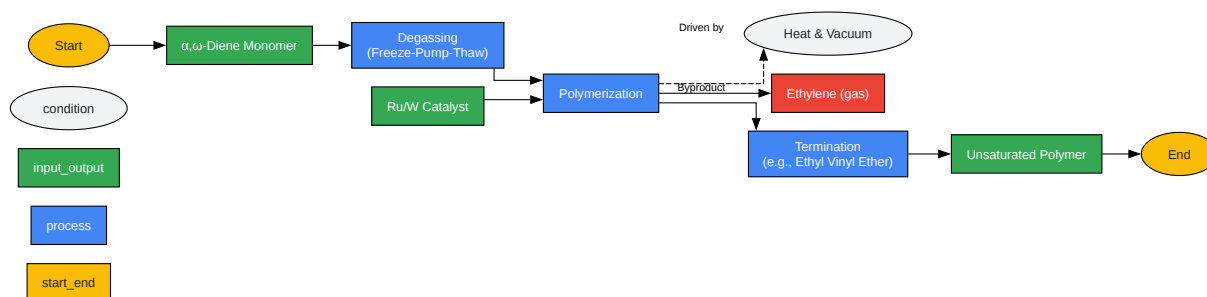 Start
α,ω-Diene Monomer
Degassing
(Freeze-Pump-Thaw)
Driven by
Heat & Vacuum
condition
Ru/W Catalyst
Polymerization
Byproduct
Ethylene (gas)
Termination
(e.g., Ethyl Vinyl Ether)
Unsaturated Polymer
End
input_output
process
start_end